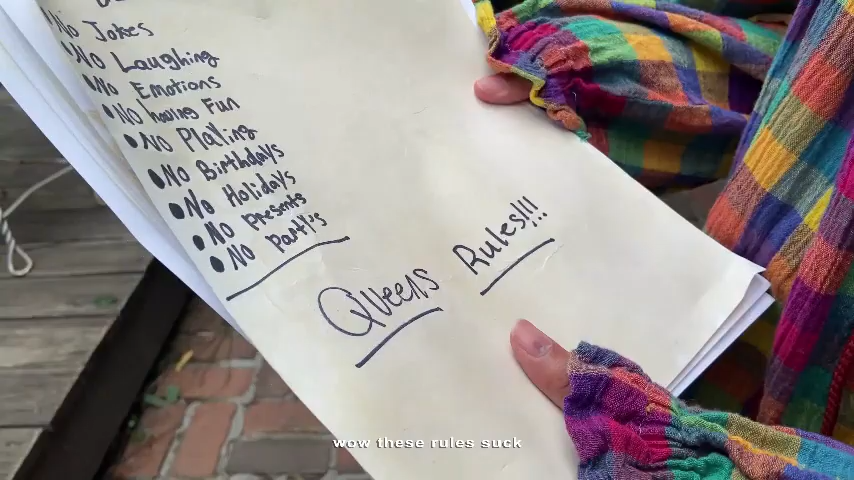 No Jokes
No Laughing
No Emotions
No having Fun
No Plaling
No Birthdays
No Holidays
No Presents
No Party's
Queens Rules!!!
wow these rules suck